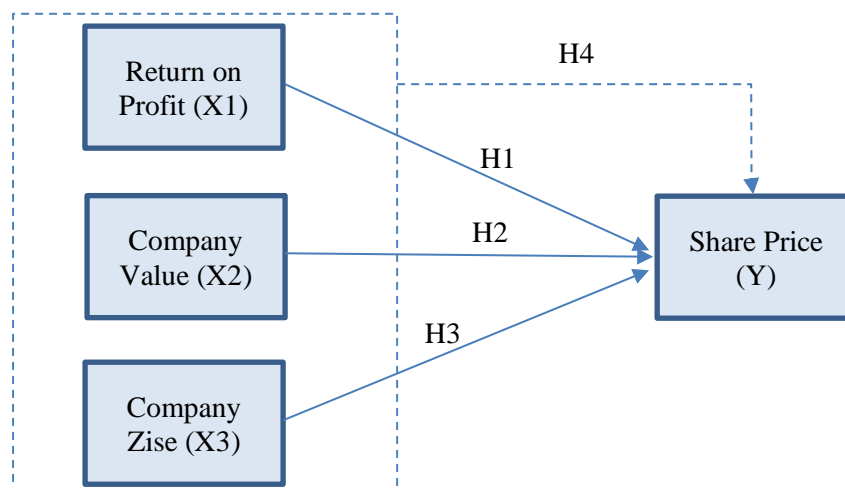 Return on
Profit (X1)
H4
H1
Company
Value (X2)
H2
Share Price
(Y)
H3
Company
Zise (X3)